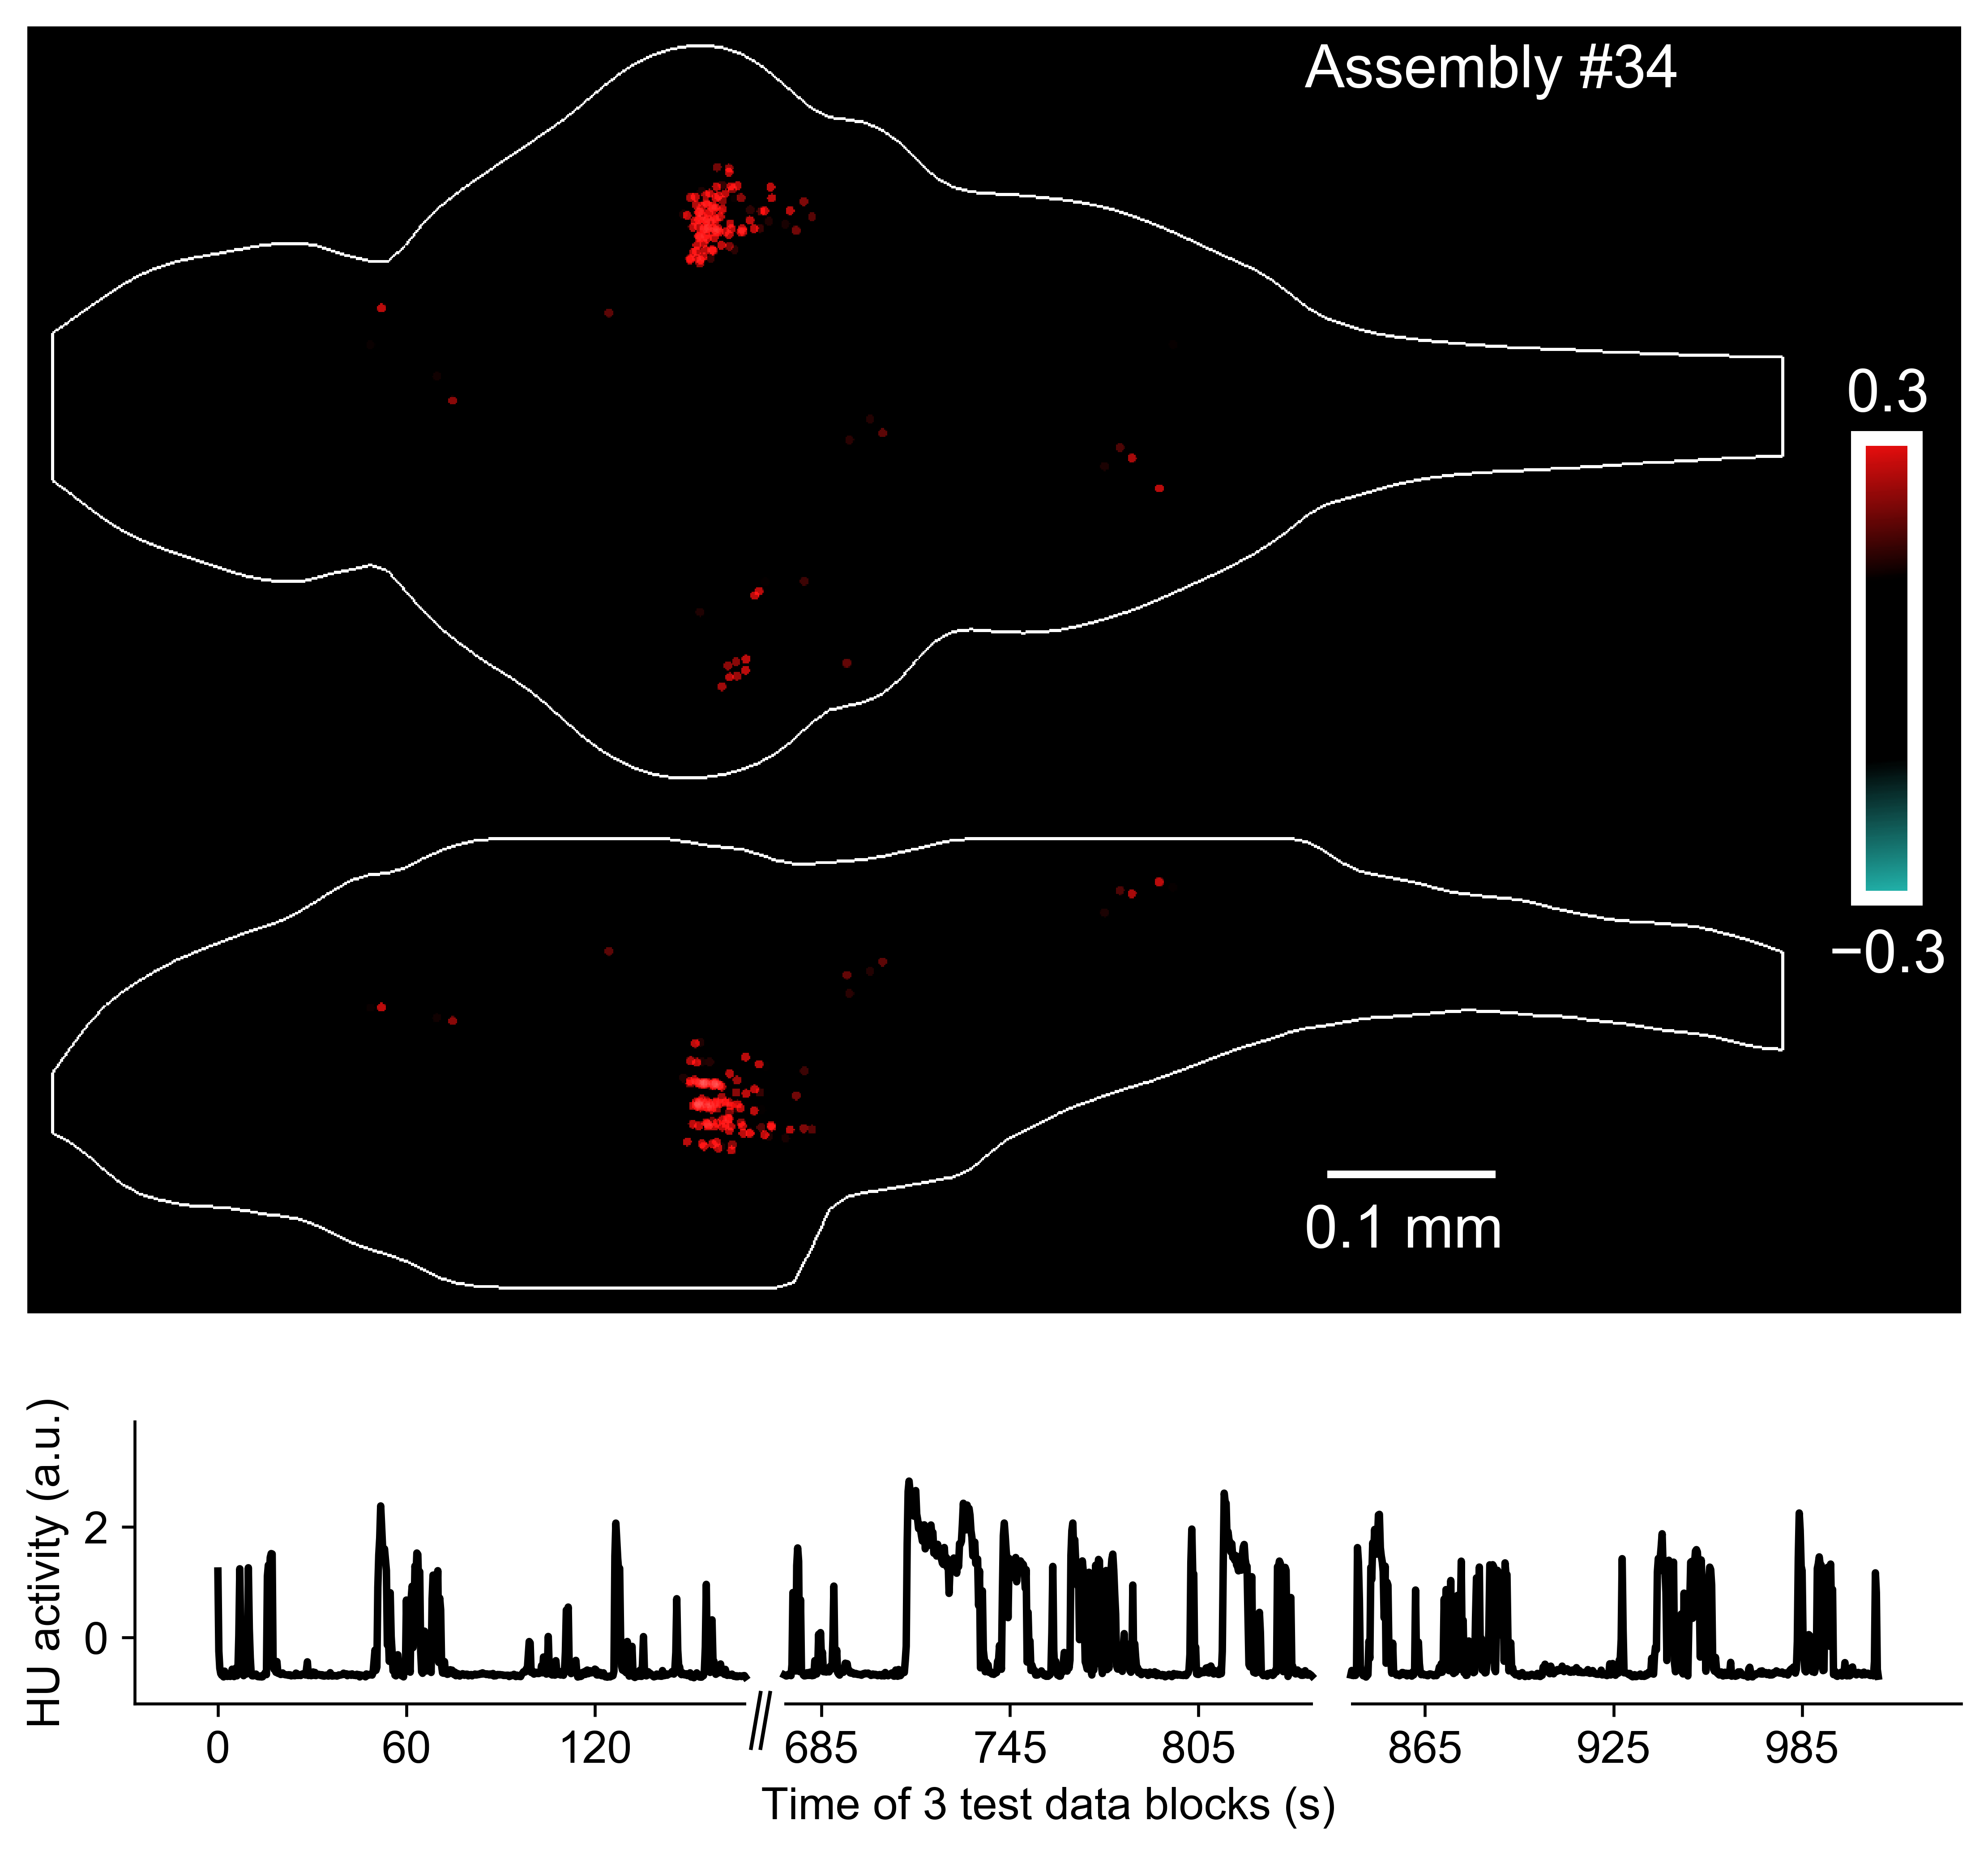 Assembly #34
0.3
−0.3
0.1 mm
HU activity (a.u.)
2
0
0 60 120 685 745 805 865 925 985
Time of 3 test data blocks (s)